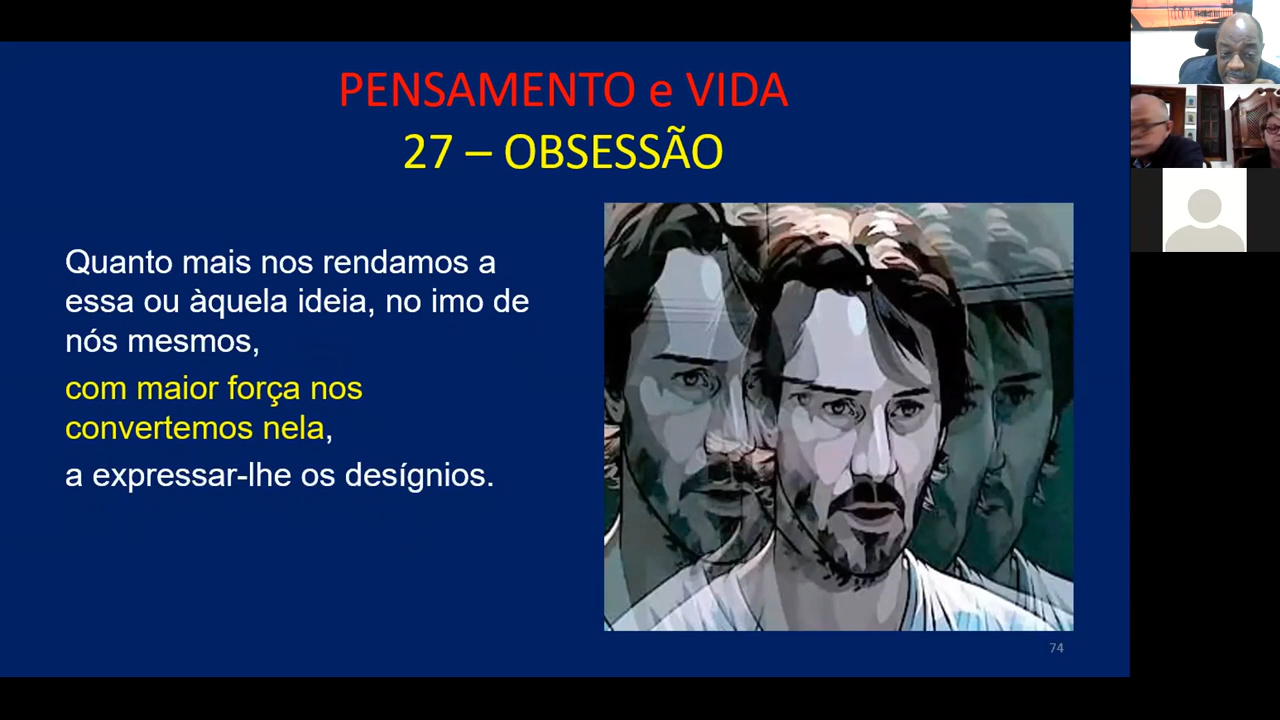 PENSAMENTO e VIDA
27 – OBSESSÃO
Quanto mais nos rendamos a
essa ou àquela ideia, no imo de
nós mesmos,
com maior força nos
convertemos nela,
a expressar-lhe os desígnios.
74